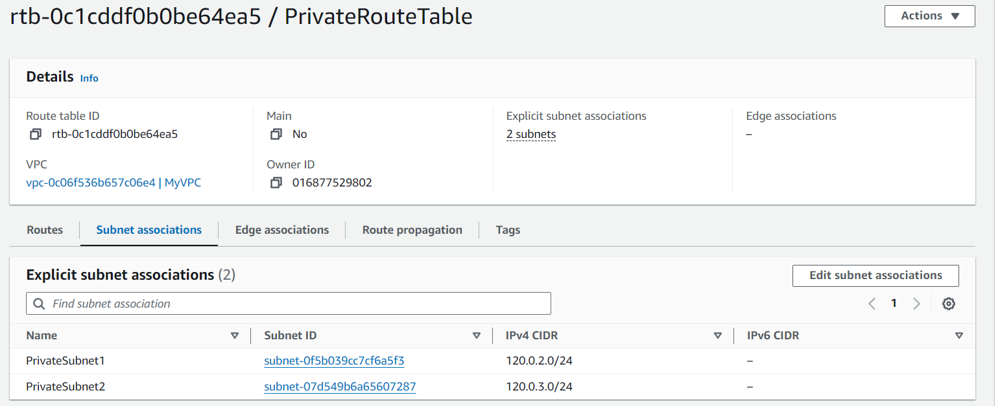 rtb-0c1cddf0b0be64ea5 / PrivateRouteTable
Actions
Details Info
Route table ID
rtb-0c1cddf0b0be64ea5
Main
No
Explicit subnet associations
2 subnets
Edge associations
–
VPC
vpc-0c06f536b657c06e4 | MyVPC
Owner ID
016877529802
Routes Subnet associations Edge associations Route propagation Tags
Explicit subnet associations (2)
Edit subnet associations
Find subnet association
1
Name Subnet ID IPv4 CIDR IPv6 CIDR
PrivateSubnet1 subnet-0f5b039cc7cf6a5f3 120.0.2.0/24 –
PrivateSubnet2 subnet-07d549b6a65607287 120.0.3.0/24 –